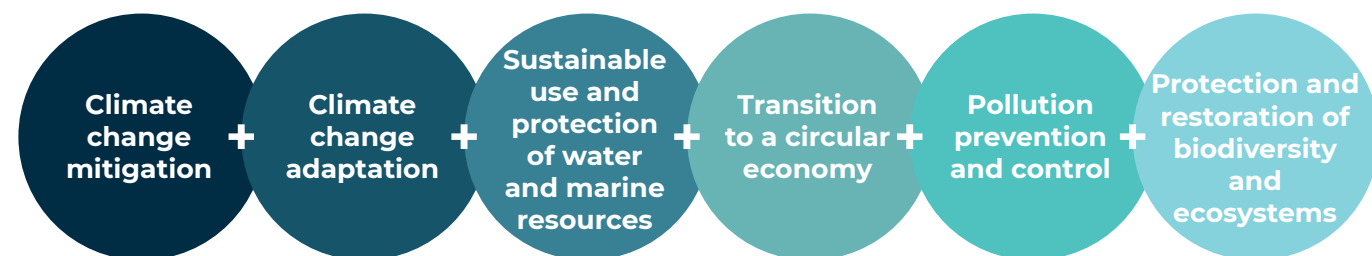 Climate
change
mitigation
+
Climate
change
adaptation
+
Sustainable
use and
protection
of water
and marine
resources
+
Transition
to a circular
economy
+
Pollution
prevention
and control
+
Protection and
restoration of
biodiversity
and
ecosystems